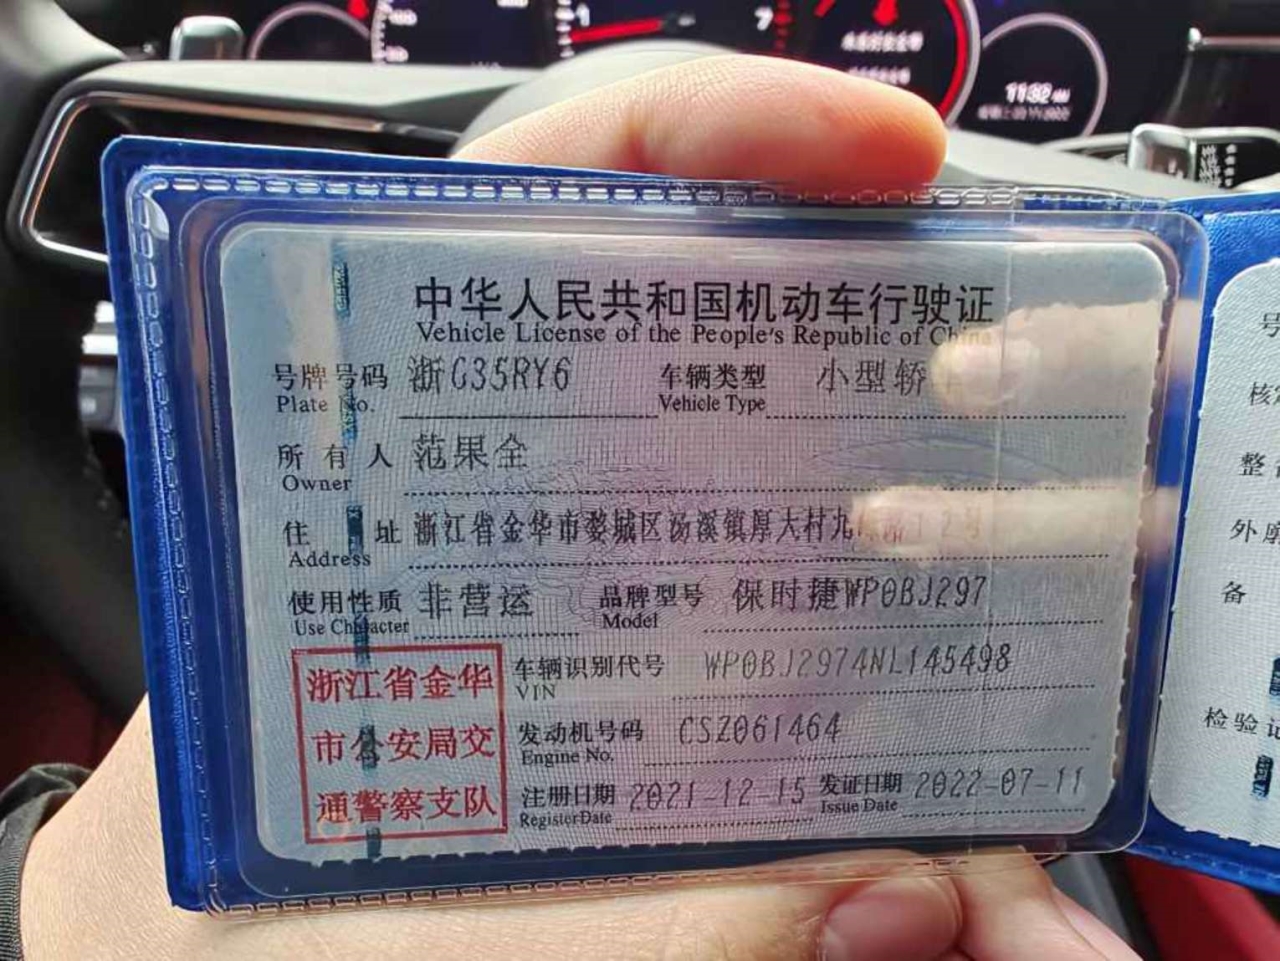 1 7
11:32
中华人民共和国机动车行驶证
Vehicle License of the People's Republic of China
号牌号码 浙G35RY6 车辆类型 小型轿
Plate No. Vehicle Type
所有人 范果全
Owner
住址 浙江省金华市婺城区汤溪镇厚大村九
Address
使用性质 非营运 品牌型号 保时捷WP0BJ297
Use Character Model
浙江省金华
市公安局交
通警察支队
车辆识别代号 WP0BJ2974NL145498
VIN
发动机号码 CSZ061464
Engine No.
注册日期 2021-12-15 发证日期 2022-07-11
Register Date Issue Date
号
核
整
外廓
备
检验记